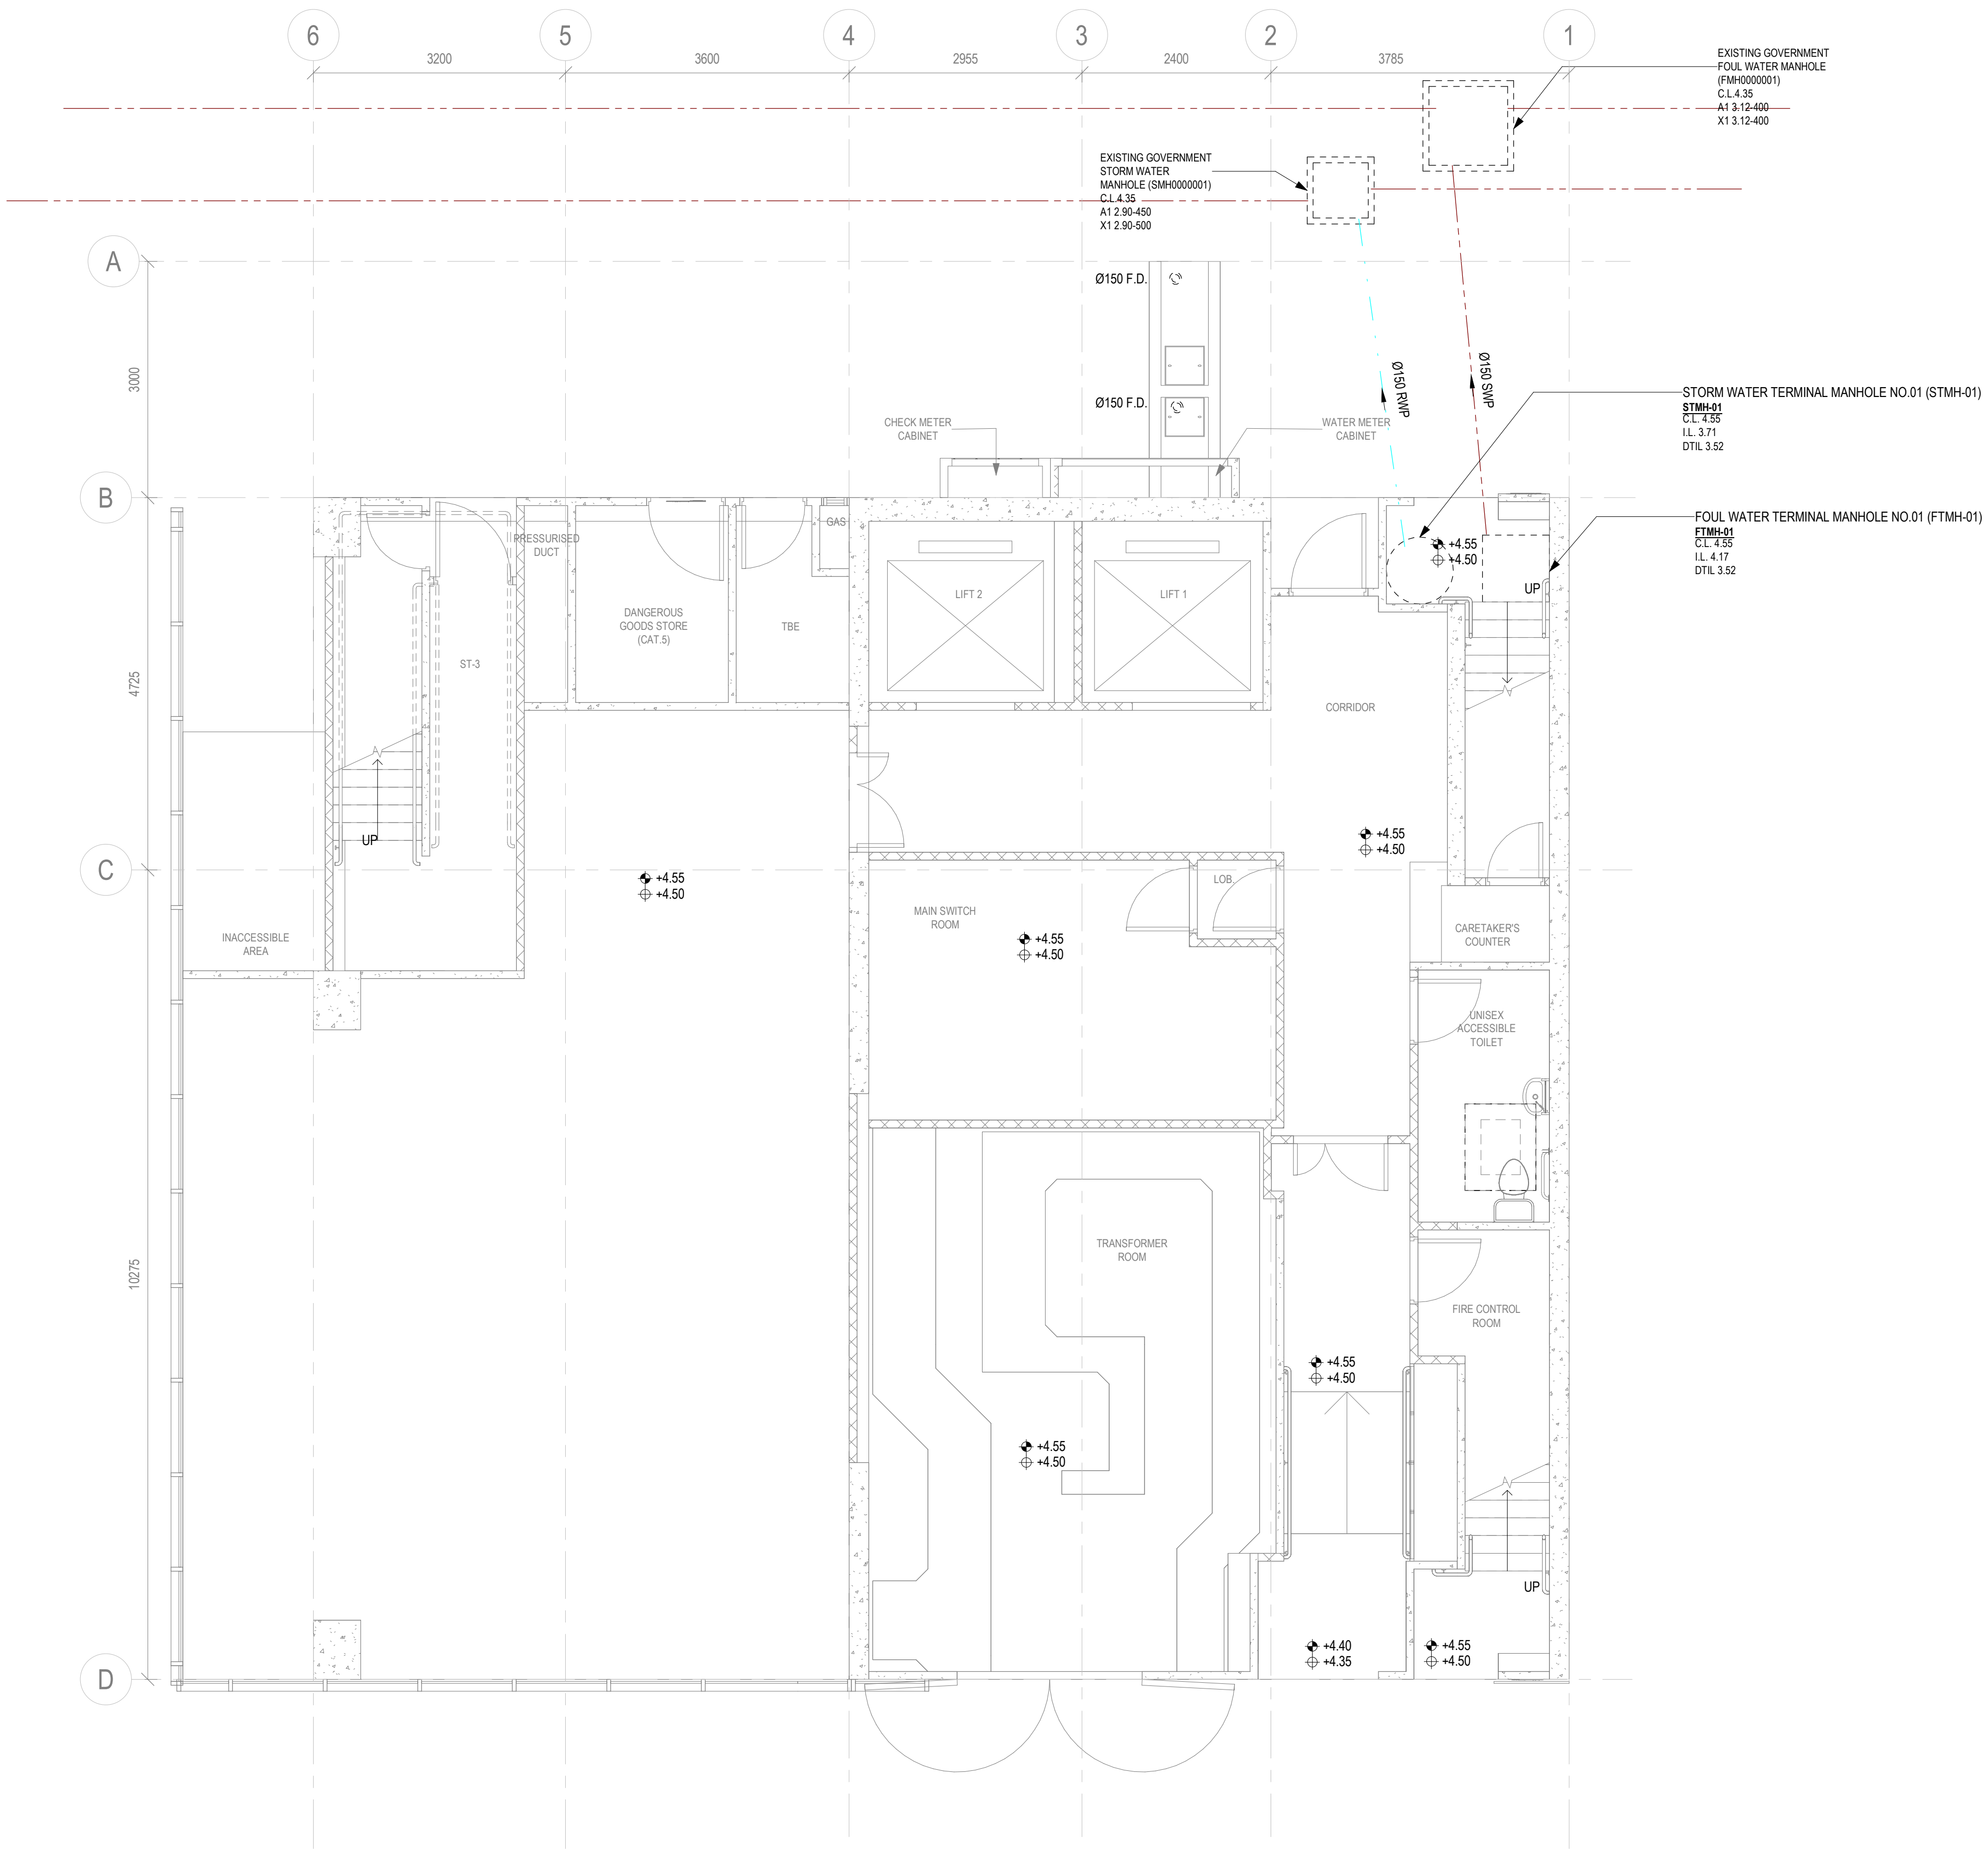 6
5
4
3
2
1
3200
3600
2955
2400
3785
EXISTING GOVERNMENT
FOUL WATER MANHOLE
(FMH0000001)
C.L.4.35
A1 3.12-400
X1 3.12-400
EXISTING GOVERNMENT
STORM WATER
MANHOLE (SMH0000001)
C.L.4.35
A1 2.90-450
X1 2.90-500
A
Ø150 F.D.
3000
Ø150 RWP
Ø150 SWP
STORM WATER TERMINAL MANHOLE NO.01 (STMH-01)
STMH-01
C.L. 4.55
I.L. 3.71
DTIL 3.52
Ø150 F.D.
CHECK METER
CABINET
WATER METER
CABINET
B
GAS
PRESSURISED
DUCT
FOUL WATER TERMINAL MANHOLE NO.01 (FTMH-01)
FTMH-01
C.L. 4.55
I.L. 4.17
DTIL 3.52
+4.55
+4.50
UP
LIFT 2
LIFT 1
DANGEROUS
GOODS STORE
(CAT.5)
TBE
ST-3
4725
CORRIDOR
UP
+4.55
+4.50
C
+4.55
+4.50
LOB.
MAIN SWITCH
ROOM
+4.55
+4.50
INACCESSIBLE
AREA
CARETAKER'S
COUNTER
UNISEX
ACCESSIBLE
TOILET
TRANSFORMER
ROOM
10275
FIRE CONTROL
ROOM
+4.55
+4.50
+4.55
+4.50
UP
+4.40
+4.35
+4.55
+4.50
D